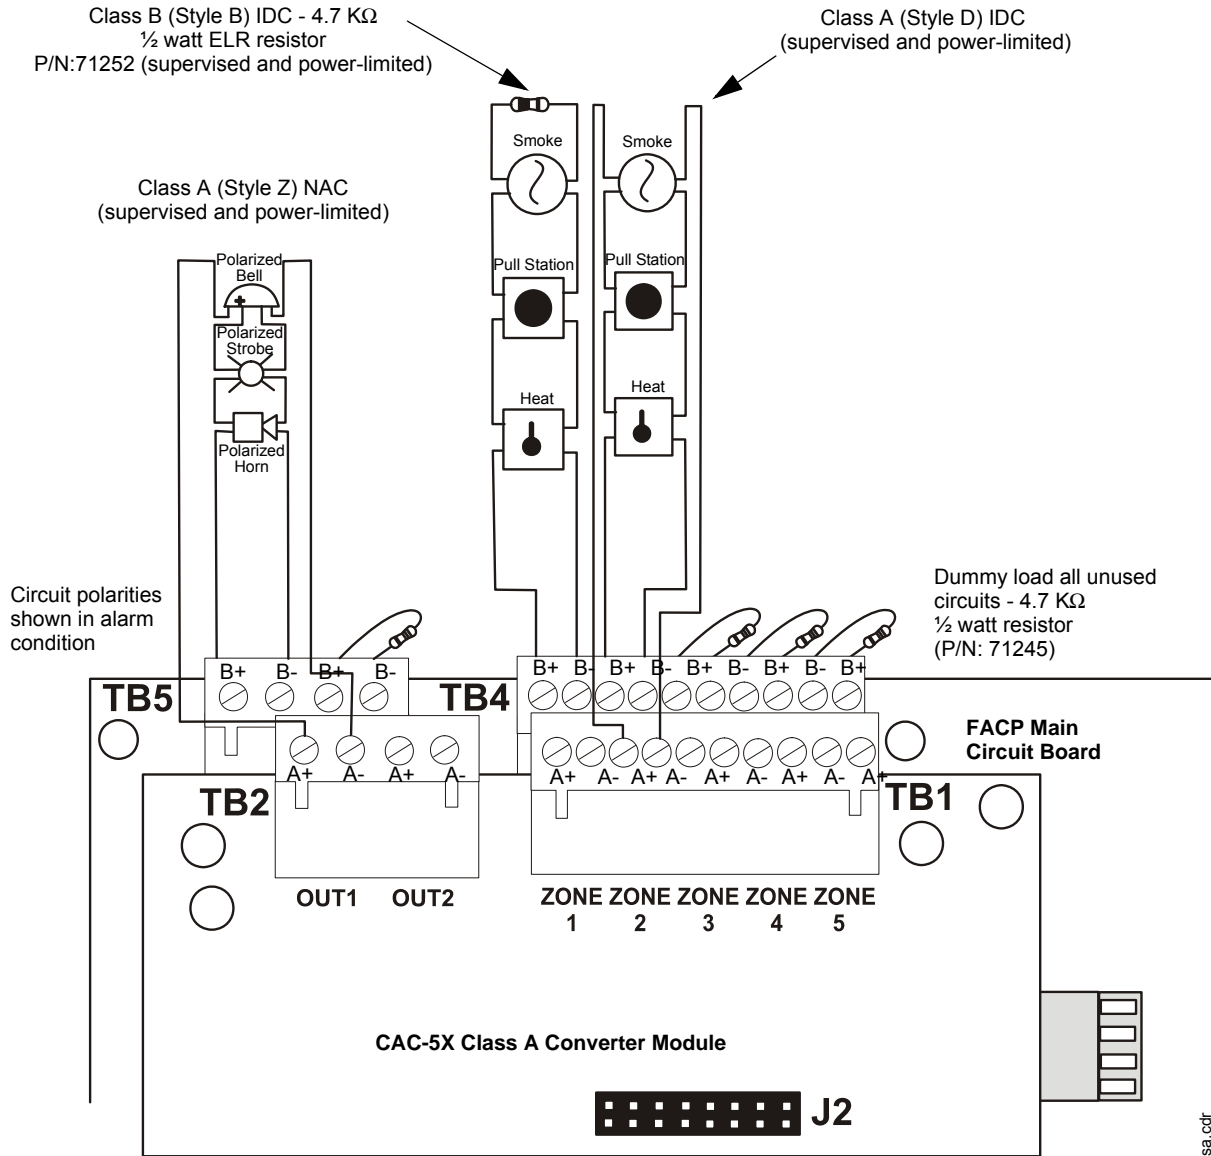 Class B (Style B) IDC - 4.7 KΩ
½ watt ELR resistor
P/N:71252 (supervised and power-limited)
Class A (Style D) IDC
(supervised and power-limited)
Smoke
Smoke
Class A (Style Z) NAC
(supervised and power-limited)
Polarized
Bell
+
Pull Station
Pull Station
Polarized
Strobe
Heat
Heat
Polarized
Horn
Circuit polarities
shown in alarm
condition
Dummy load all unused
circuits - 4.7 KΩ
½ watt resistor
(P/N: 71245)
B+ B- B+ B-
B+ B- B+ B- B+ B- B+ B- B+
TB5
TB4
FACP Main
Circuit Board
A+ A- A+ A-
A+ A- A+ A- A+ A- A+ A- A+
TB2
TB1
OUT1 OUT2
ZONE ZONE ZONE ZONE ZONE
1 2 3 4 5
CAC-5X Class A Converter Module
J2
sa.cdr